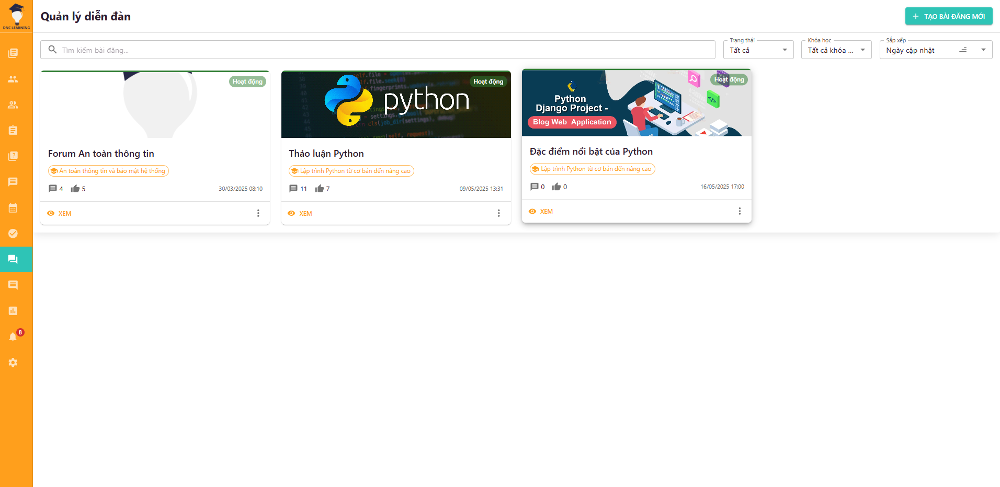 DNC LEARNING
Quản lý diễn đàn
TẠO BÀI ĐĂNG MỚI
Tìm kiếm bài đăng...
Trạng thái
Tất cả
Khóa học
Tất cả khóa ...
Sắp xếp
Ngày cập nhật
Hoạt động
Forum An toàn thông tin
An toàn thông tin và bảo mật hệ thống
4 5 30/03/2025 08:10
XEM
python
Hoạt động
Thảo luận Python
Lập trình Python từ cơ bản đến nâng cao
11 7 09/05/2025 13:31
XEM
Hoạt động
Python
Django Project -
Blog Web Application
Đặc điểm nổi bật của Python
Lập trình Python từ cơ bản đến nâng cao
0 0 16/05/2025 17:00
XEM
8